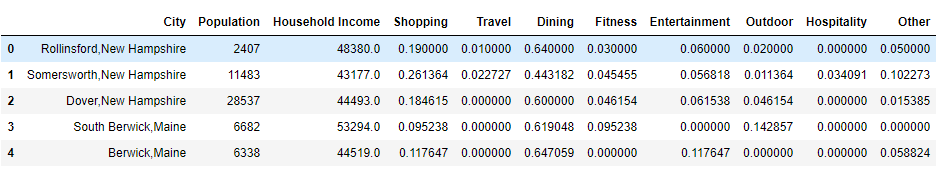 City Population Household Income Shopping Travel Dining Fitness Entertainment Outdoor Hospitality Other
0 Rollinsford,New Hampshire 2407 48380.0 0.190000 0.010000 0.640000 0.030000 0.060000 0.020000 0.000000 0.050000
1 Somersworth,New Hampshire 11483 43177.0 0.261364 0.022727 0.443182 0.045455 0.056818 0.011364 0.034091 0.102273
2 Dover,New Hampshire 28537 44493.0 0.184615 0.000000 0.600000 0.046154 0.061538 0.046154 0.000000 0.015385
3 South Berwick,Maine 6682 53294.0 0.095238 0.000000 0.619048 0.095238 0.000000 0.142857 0.000000 0.000000
4 Berwick,Maine 6338 44519.0 0.117647 0.000000 0.647059 0.000000 0.117647 0.000000 0.000000 0.058824